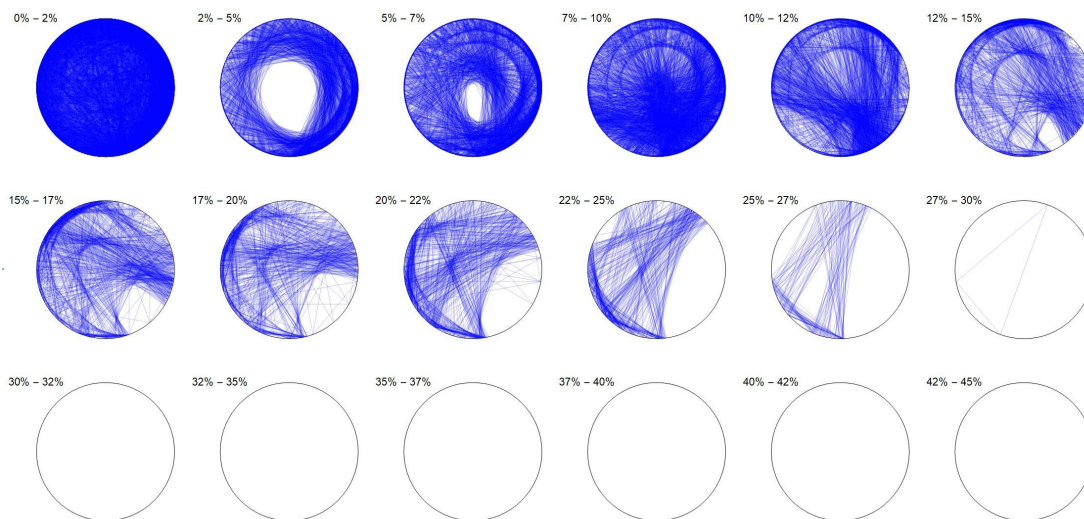 0% – 2%
2% – 5%
5% – 7%
7% – 10%
10% – 12%
12% – 15%
15% – 17%
17% – 20%
20% – 22%
22% – 25%
25% – 27%
27% – 30%
30% – 32%
32% – 35%
35% – 37%
37% – 40%
40% – 42%
42% – 45%